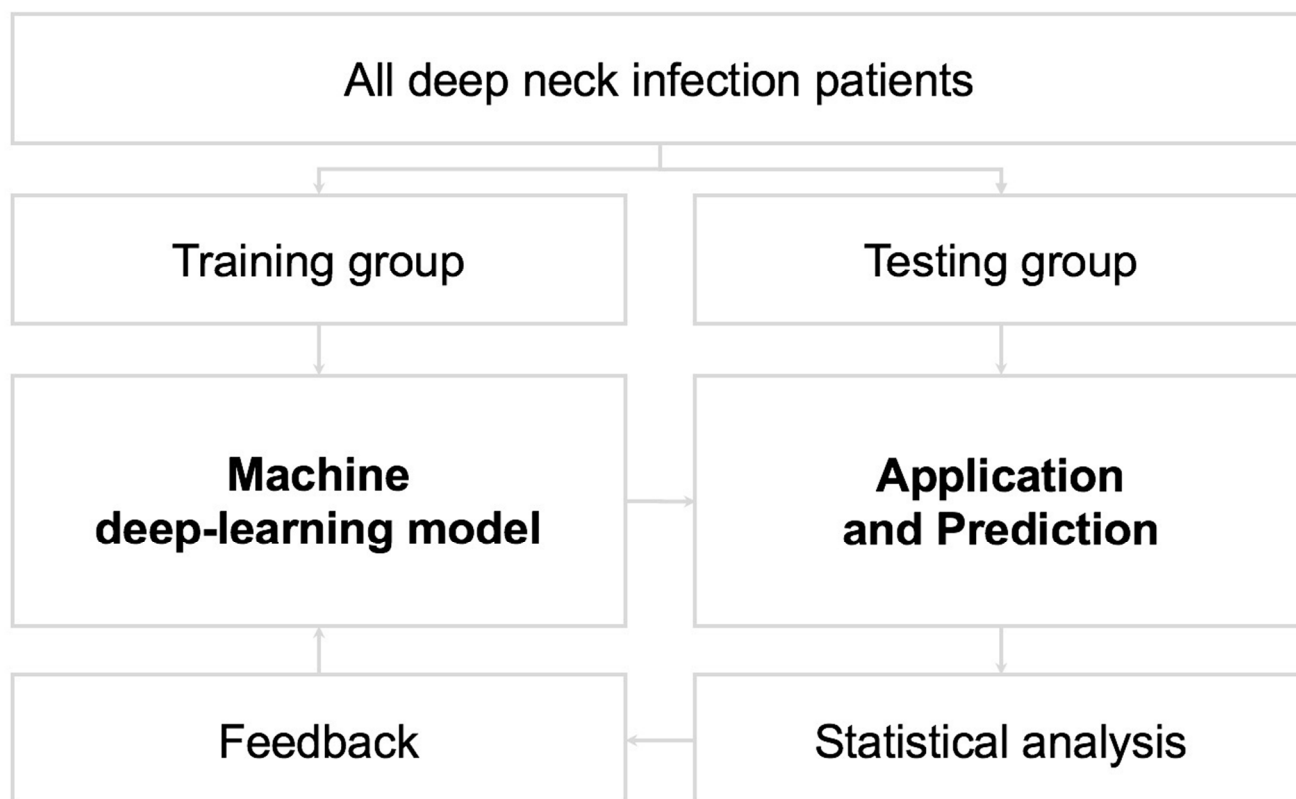 All deep neck infection patients
Training group
Testing group
Machine
deep-learning model
Application
and Prediction
Feedback
Statistical analysis